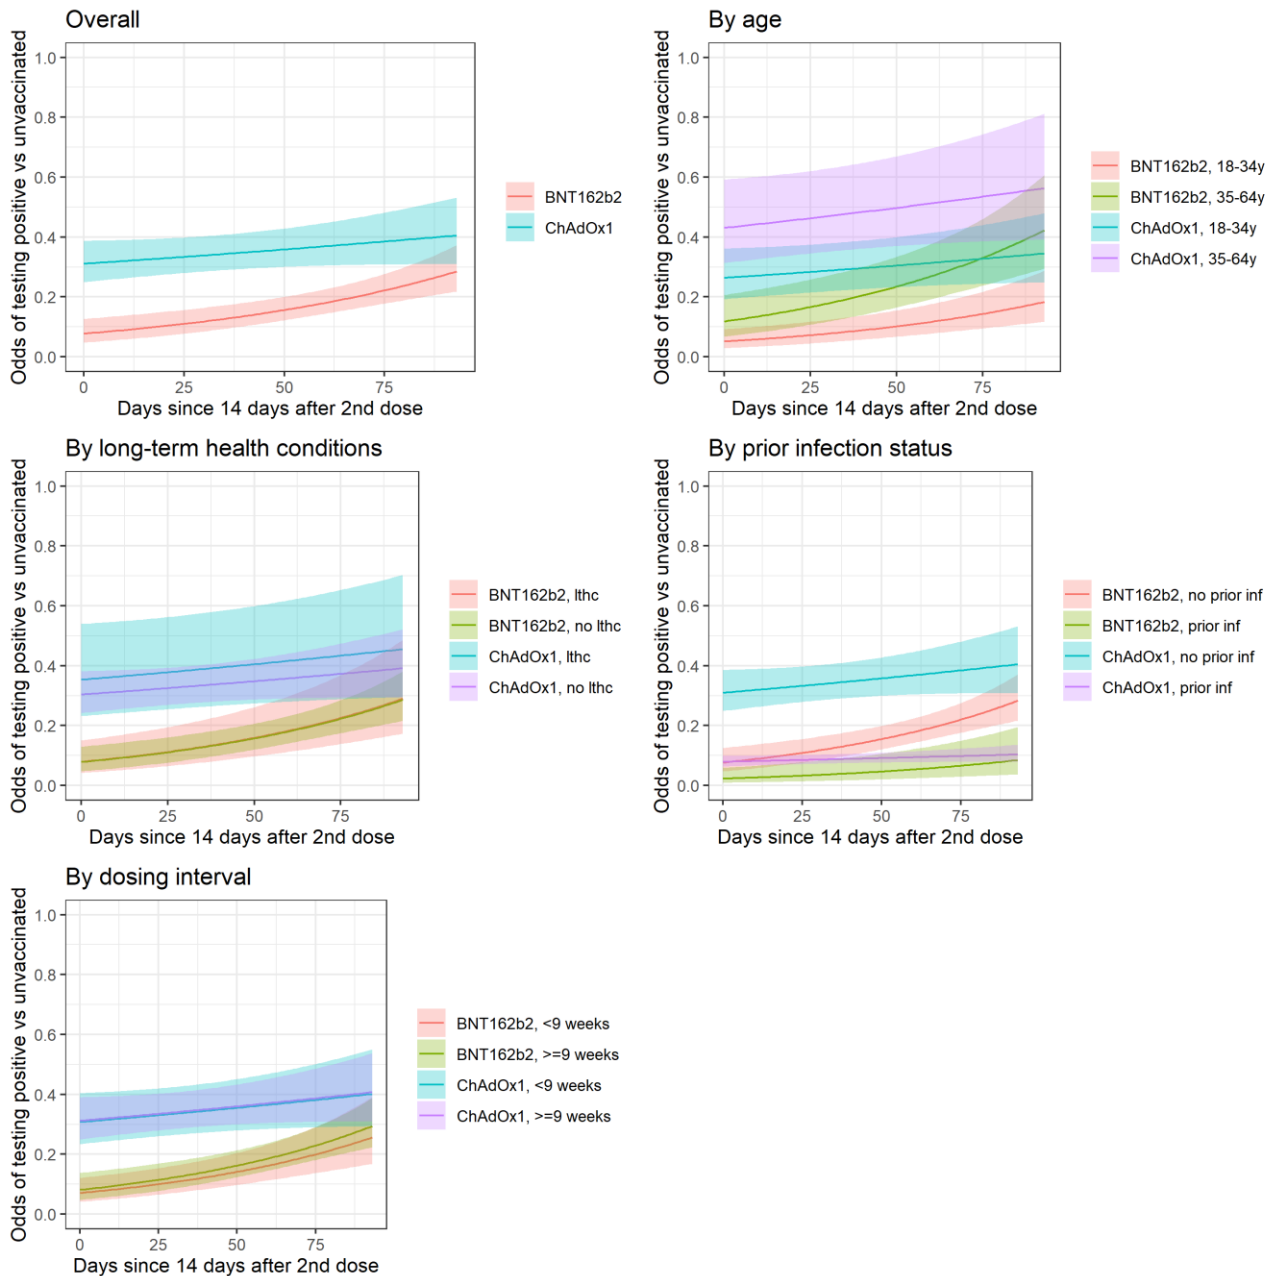 Overall
Odds of testing positive vs unvaccinated
1.0
0.8
0.6
0.4
0.2
0.0
0 25 50 75
Days since 14 days after 2nd dose
BNT162b2
ChAdOx1
By age
Odds of testing positive vs unvaccinated
1.0
0.8
0.6
0.4
0.2
0.0
0 25 50 75
Days since 14 days after 2nd dose
BNT162b2, 18-34y
BNT162b2, 35-64y
ChAdOx1, 18-34y
ChAdOx1, 35-64y
By long-term health conditions
Odds of testing positive vs unvaccinated
1.0
0.8
0.6
0.4
0.2
0.0
0 25 50 75
Days since 14 days after 2nd dose
BNT162b2, lthc
BNT162b2, no lthc
ChAdOx1, lthc
ChAdOx1, no lthc
By prior infection status
Odds of testing positive vs unvaccinated
1.0
0.8
0.6
0.4
0.2
0.0
0 25 50 75
Days since 14 days after 2nd dose
BNT162b2, no prior inf
BNT162b2, prior inf
ChAdOx1, no prior inf
ChAdOx1, prior inf
By dosing interval
Odds of testing positive vs unvaccinated
1.0
0.8
0.6
0.4
0.2
0.0
0 25 50 75
Days since 14 days after 2nd dose
BNT162b2, <9 weeks
BNT162b2, >=9 weeks
ChAdOx1, <9 weeks
ChAdOx1, >=9 weeks